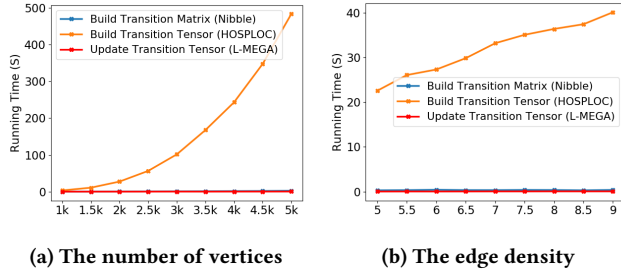 500
400
300
200
100
0
Running Time (S)
Build Transition Matrix (Nibble)
Build Transition Tensor (HOSPLOC)
Update Transition Tensor (L-MEGA)
1k 1.5k 2k 2.5k 3k 3.5k 4k 4.5k 5k
(a) The number of vertices
40
30
20
10
0
Running Time (S)
Build Transition Matrix (Nibble)
Build Transition Tensor (HOSPLOC)
Update Transition Tensor (L-MEGA)
5 5.5 6 6.5 7 7.5 8 8.5 9
(b) The edge density